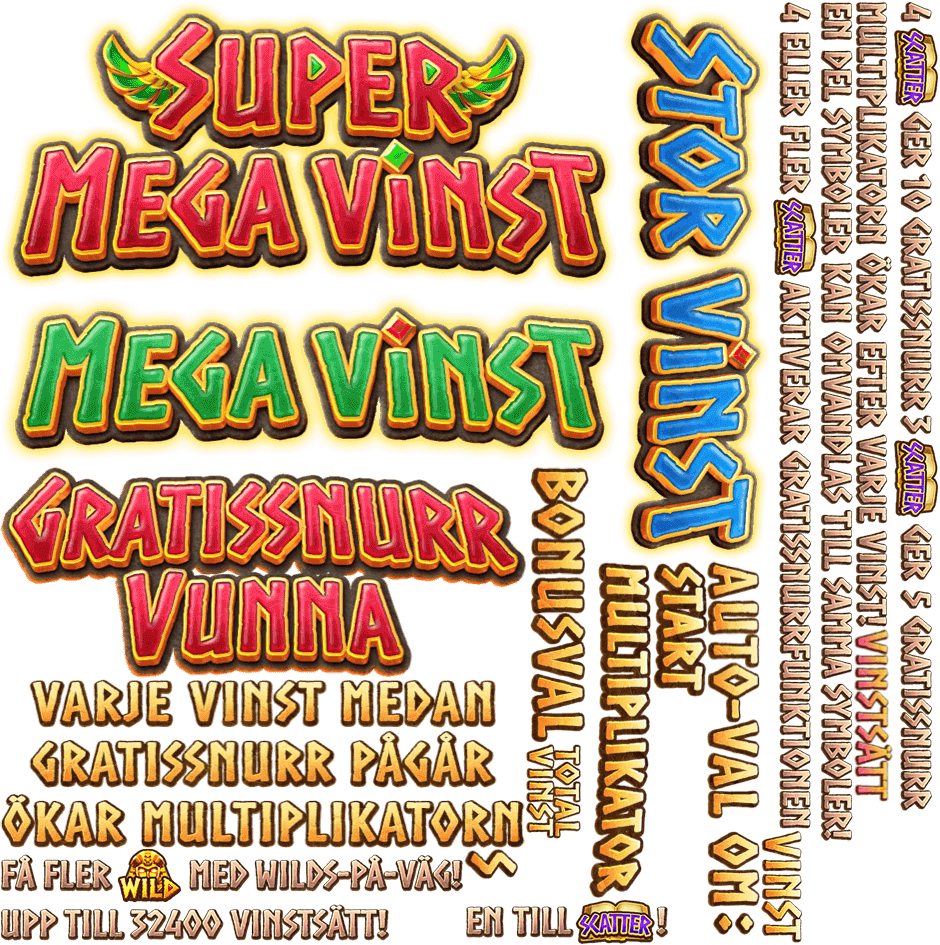 SUPER
MEGA VINST
MEGA VINST
GRATISSNURR
VUNNA
VARJE VINST MEDAN
GRATISSNURR PÅGÅR
ÖKAR MULTIPLIKATORN
FÅ FLER WILD MED WILDS-PÅ-VÄG!
UPP TILL 32400 VINSTSÄTT!
EN TILL SCATTER!
S
BONUSVAL
TOTAL
VINST
START
MULTIPLIKATOR
AUTO-VAL OM:
VINST
STOR VINST
4 SCATTER GER 10 GRATISSNURR 3 SCATTER GER 5 GRATISSNURR
MULTIPLIKATORN ÖKAR EFTER VARJE VINST!
VINSTSÄTT
EN DEL SYMBOLER KAN OMVANDLAS TILL SAMMA SYMBOLER!
4 ELLER FLER SCATTER AKTIVERAR GRATISSNURRFUNKTIONEN